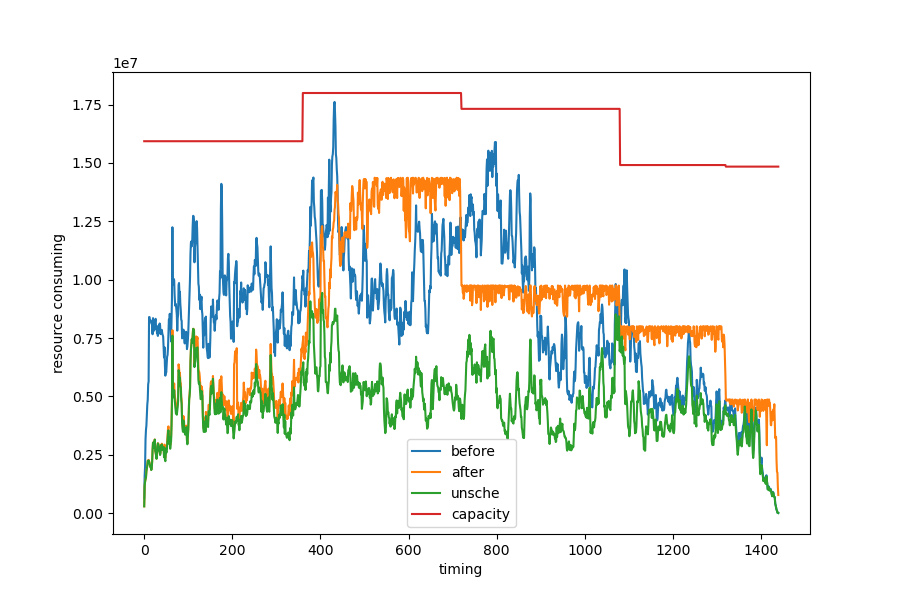 1e7
1.75
1.50
1.25
1.00
0.75
0.50
0.25
0.00
resource consuming
before
after
unsche
capacity
0 200 400 600 800 1000 1200 1400
timing